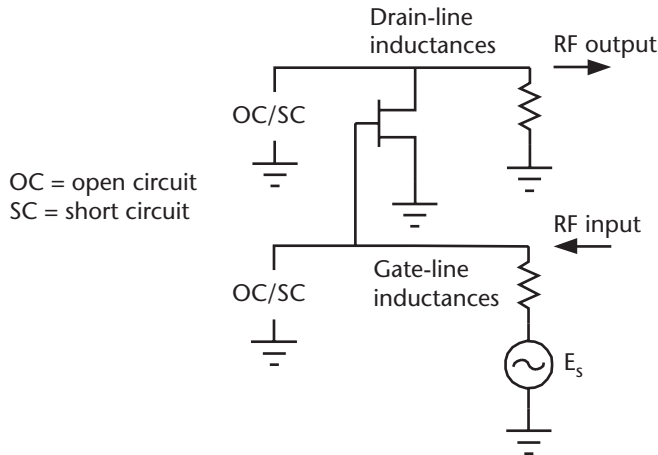 Drain-line
inductances
RF output
OC/SC
OC = open circuit
SC = short circuit
RF input
Gate-line
inductances
OC/SC
Es